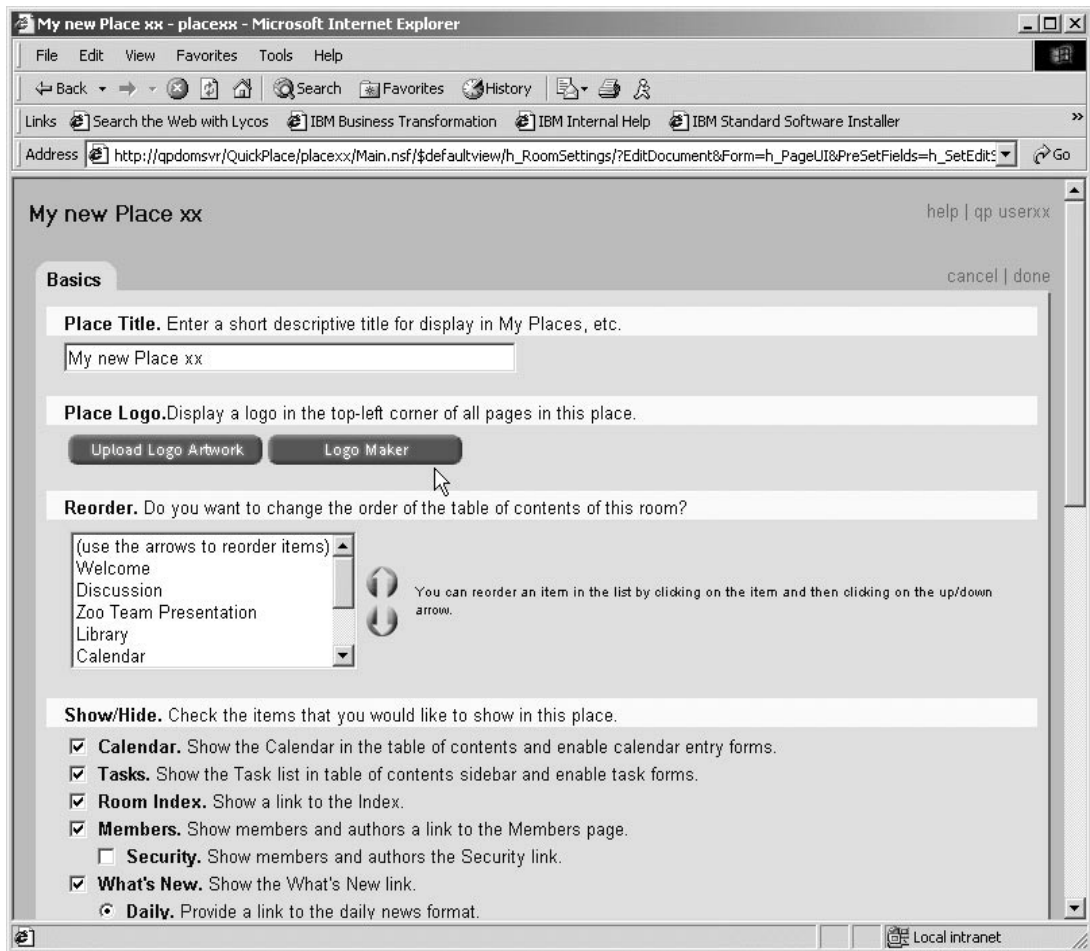 My new Place xx - placexx - Microsoft Internet Explorer
File Edit View Favorites Tools Help
Back Search Favorites History
Links Search the Web with Lycos IBM Business Transformation IBM Internal Help IBM Standard Software Installer »
Address http://qpdomsvr/QuickPlace/placexx/Main.nsf/$defaultview/h_RoomSettings/?EditDocument&Form=h_PageUI&PreSetFields=h_SetEdit Go
My new Place xx help | qp userxx
Basics cancel | done
Place Title. Enter a short descriptive title for display in My Places, etc.
My new Place xx
Place Logo.Display a logo in the top-left corner of all pages in this place.
Upload Logo Artwork Logo Maker
Reorder. Do you want to change the order of the table of contents of this room?
(use the arrows to reorder items)
Welcome
Discussion
Zoo Team Presentation
Library
Calendar
You can reorder an item in the list by clicking on the item and then clicking on the up/down
arrow.
Show/Hide. Check the items that you would like to show in this place.
Calendar. Show the Calendar in the table of contents and enable calendar entry forms.
Tasks. Show the Task list in table of contents sidebar and enable task forms.
Room Index. Show a link to the Index.
Members. Show members and authors a link to the Members page.
Security. Show members and authors the Security link.
What's New. Show the What's New link.
Daily. Provide a link to the daily news format.
Local intranet